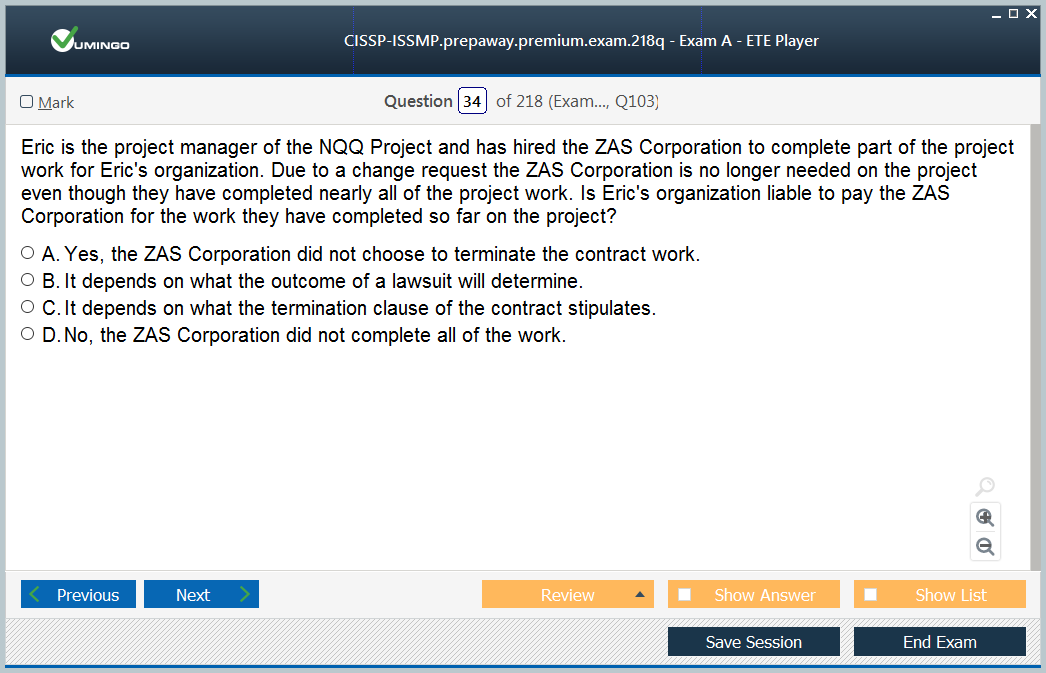 VUMINGO
CISSP-ISSMP.prepaway.premium.exam.218q - Exam A - ETE Player
Mark
Question 34 of 218 (Exam..., Q103)
Eric is the project manager of the NQQ Project and has hired the ZAS Corporation to complete part of the project
work for Eric's organization. Due to a change request the ZAS Corporation is no longer needed on the project
even though they have completed nearly all of the project work. Is Eric's organization liable to pay the ZAS
Corporation for the work they have completed so far on the project?
A. Yes, the ZAS Corporation did not choose to terminate the contract work.
B. It depends on what the outcome of a lawsuit will determine.
C. It depends on what the termination clause of the contract stipulates.
D. No, the ZAS Corporation did not complete all of the work.
Previous
Next
Review
Show Answer
Show List
Save Session
End Exam